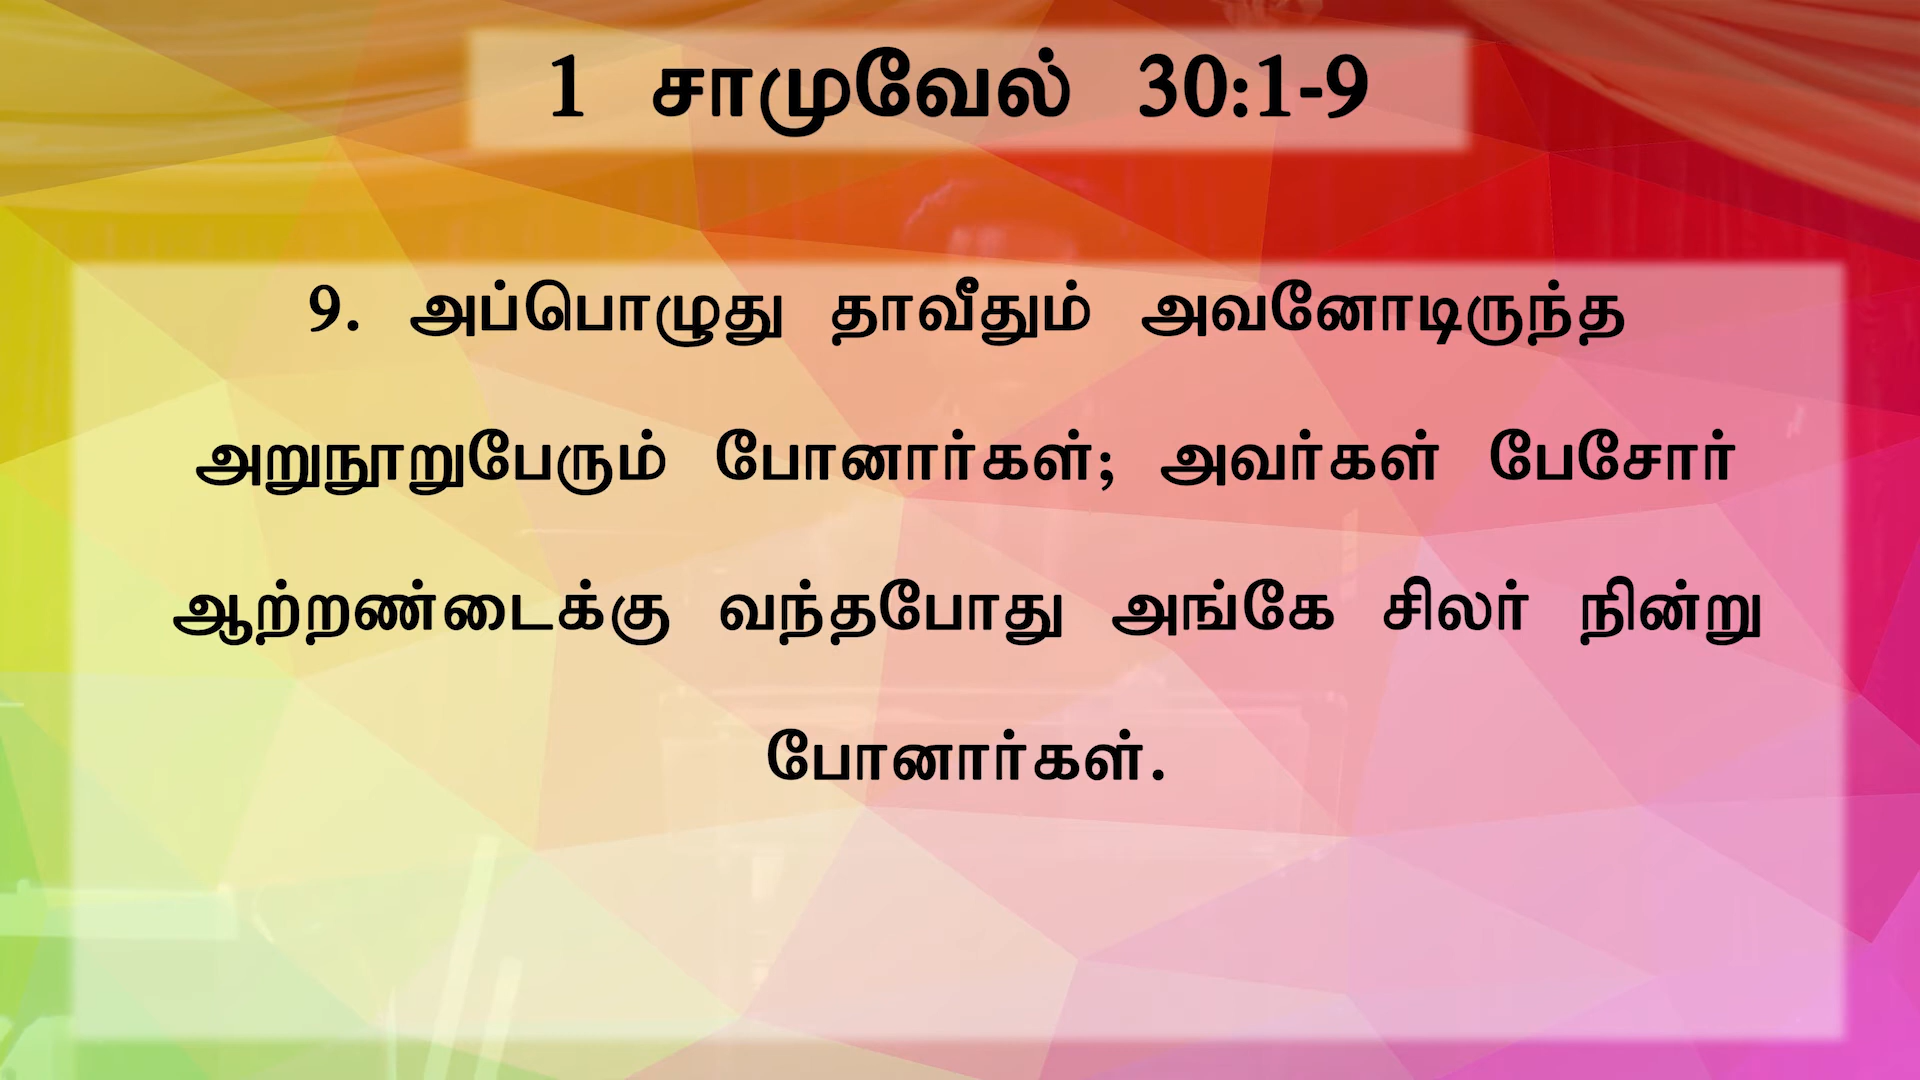 1 சாமுவேல் 30:1-9
9. அப்பொழுது தாவீதும் அவனோடிருந்த
அறுநூறுபேரும் போனார்கள்; அவர்கள் பேசோர்
ஆற்றண்டைக்கு வந்தபோது அங்கே சிலர் நின்று
போனார்கள்.